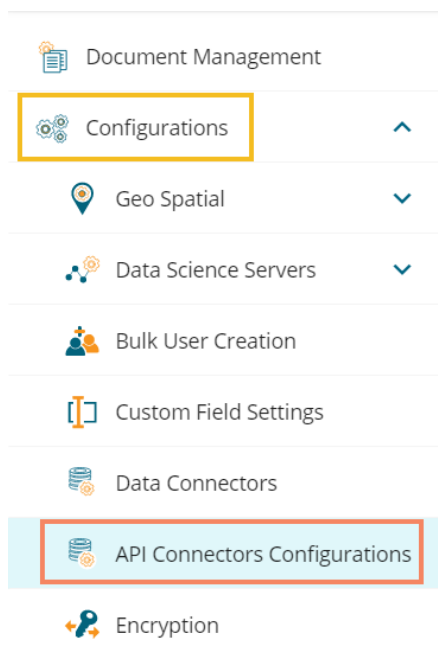 Document Management
Configurations
Geo Spatial
Data Science Servers
Bulk User Creation
Custom Field Settings
Data Connectors
API Connectors Configurations
Encryption